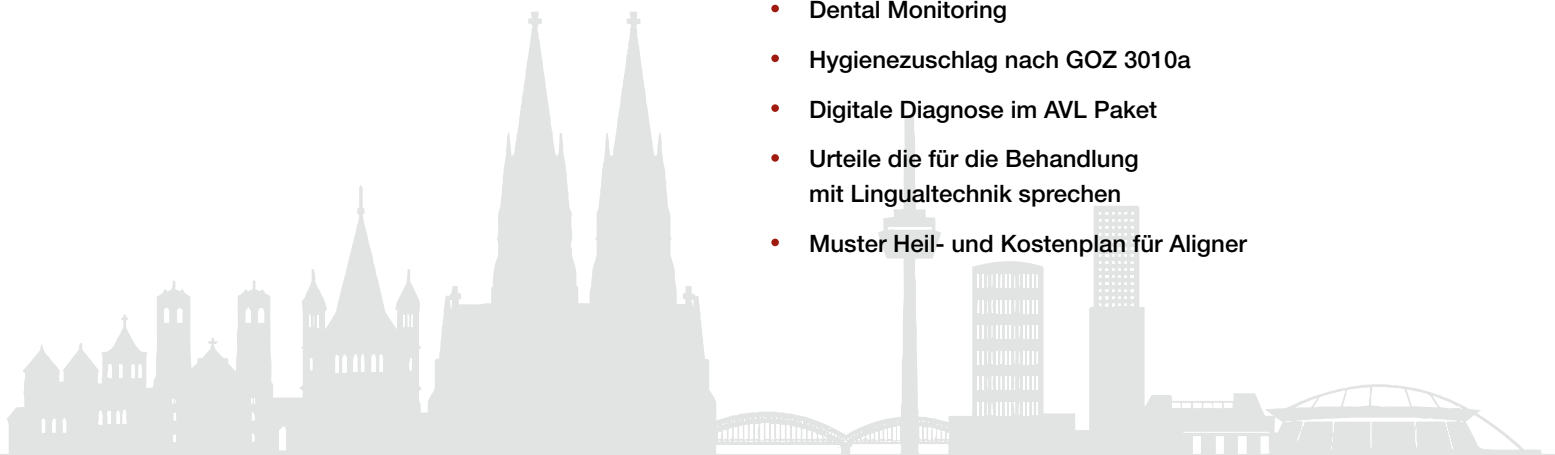 • Dental Monitoring
• Hygienezuschlag nach GOZ 3010a
• Digitale Diagnose im AVL Paket
• Urteile die für die Behandlung
mit Lingualtechnik sprechen
• Muster Heil- und Kostenplan für Aligner